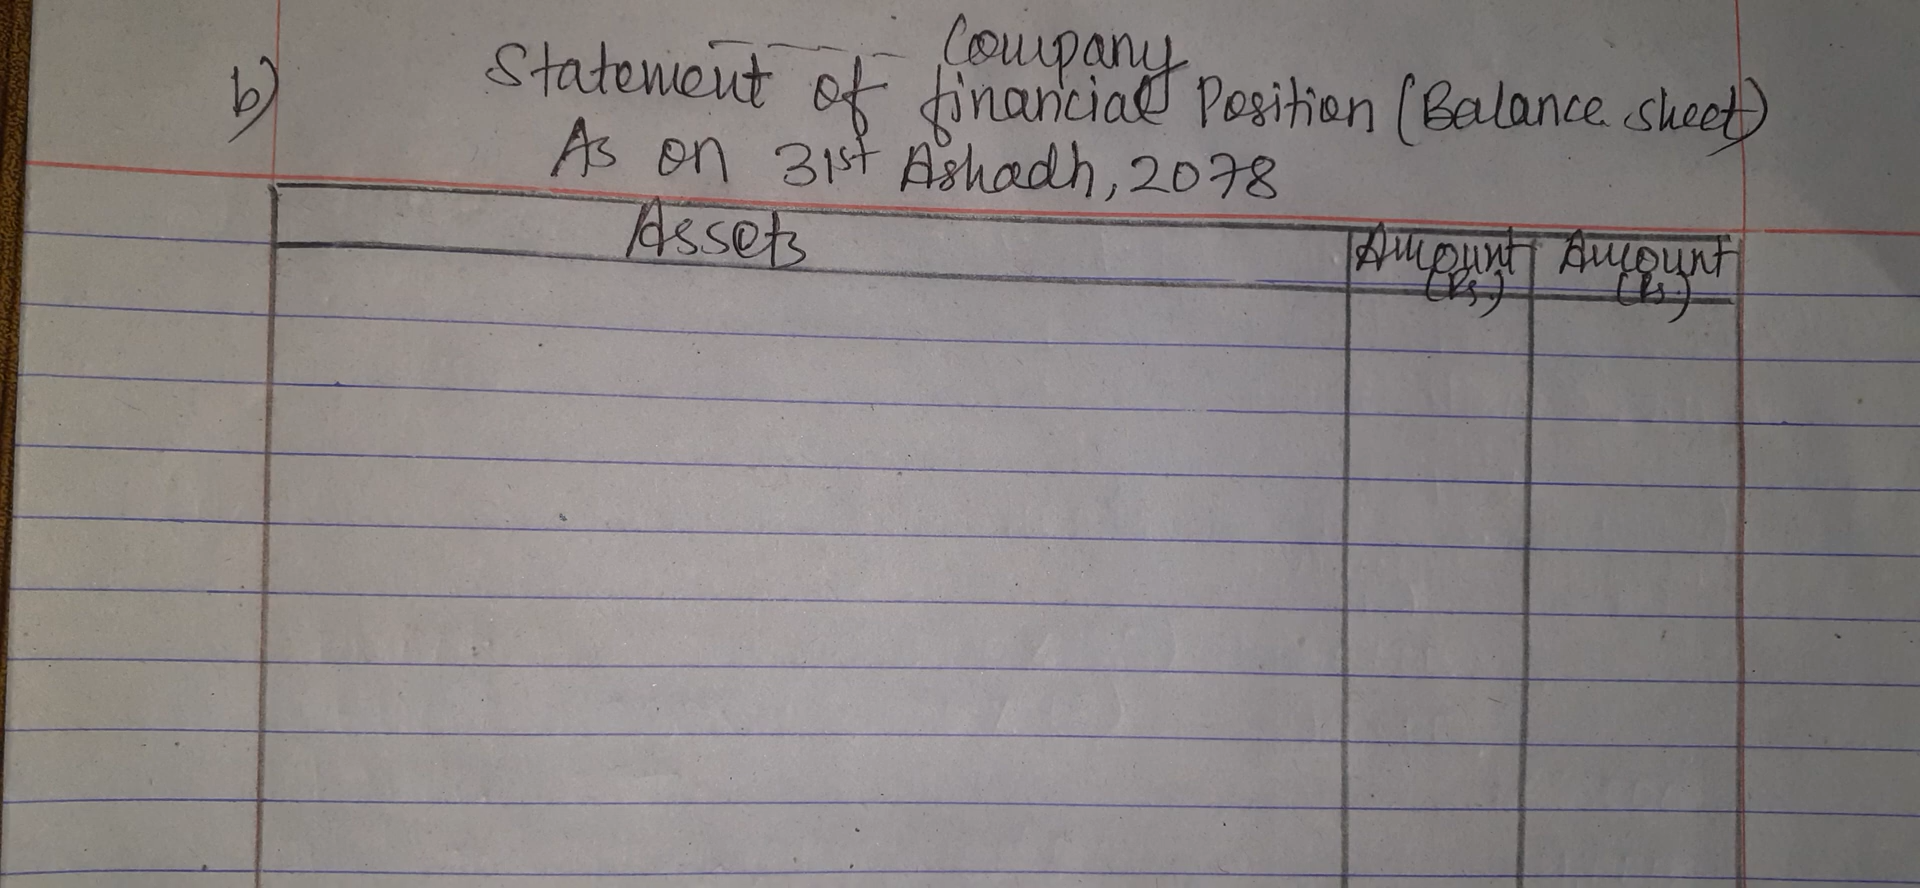 ---- Company
b) Statement of financial Position (Balance sheet)
As on 31st Ashadh, 2078
Assets Amount (Rs.) Amount (Rs.)